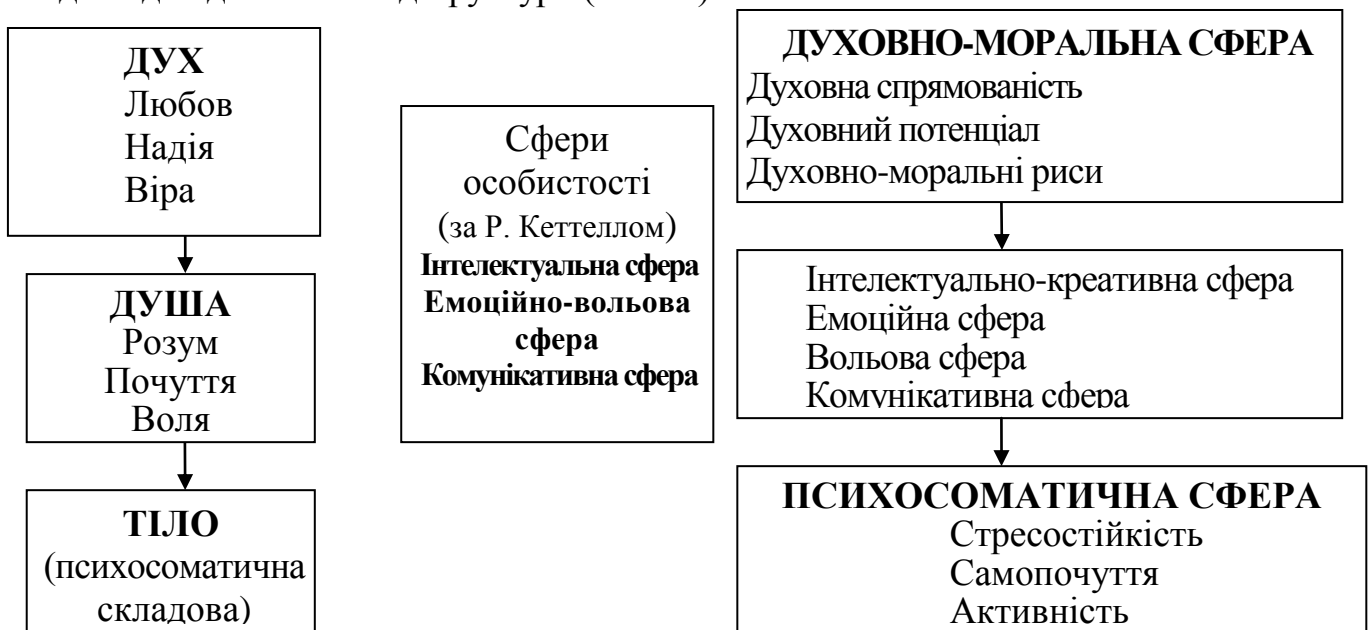 ДУХ
Любов
Надія
Віра
ДУША
Розум
Почуття
Воля
ТІЛО
(психосоматична
складова)
Сфери
особистості
(за Р. Кеттеллом)
Інтелектуальна сфера
Емоційно-вольова
сфера
Комунікативна сфера
ДУХОВНО-МОРАЛЬНА СФЕРА
Духовна спрямованість
Духовний потенціал
Духовно-моральні риси
Інтелектуально-креативна сфера
Емоційна сфера
Вольова сфера
Комунікативна сфера
ПСИХОСОМАТИЧНА СФЕРА
Стресостійкість
Самопочуття
Активність